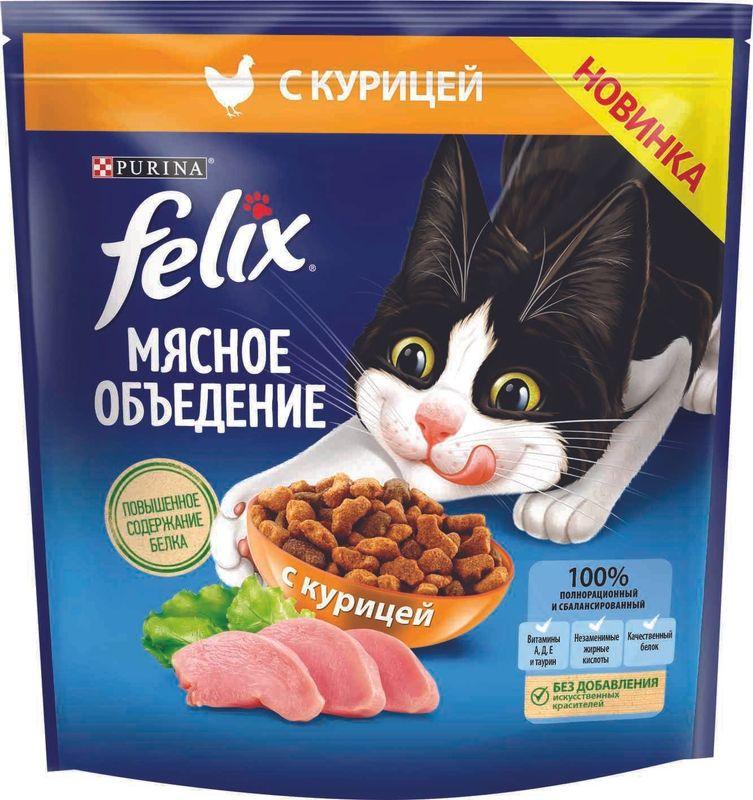 С КУРИЦЕЙ
НОВИНКА
PURINA®
felix®
МЯСНОЕ
ОБЪЕДЕНИЕ
ПОВЫШЕННОЕ
СОДЕРЖАНИЕ
БЕЛКА
с курицей
100%
ПОЛНОРАЦИОННЫЙ
И СБАЛАНСИРОВАННЫЙ
Витамины
А, Д, Е
и таурин
Незаменимые
жирные
кислоты
Качественный
белок
БЕЗ ДОБАВЛЕНИЯ
искусственных
красителей